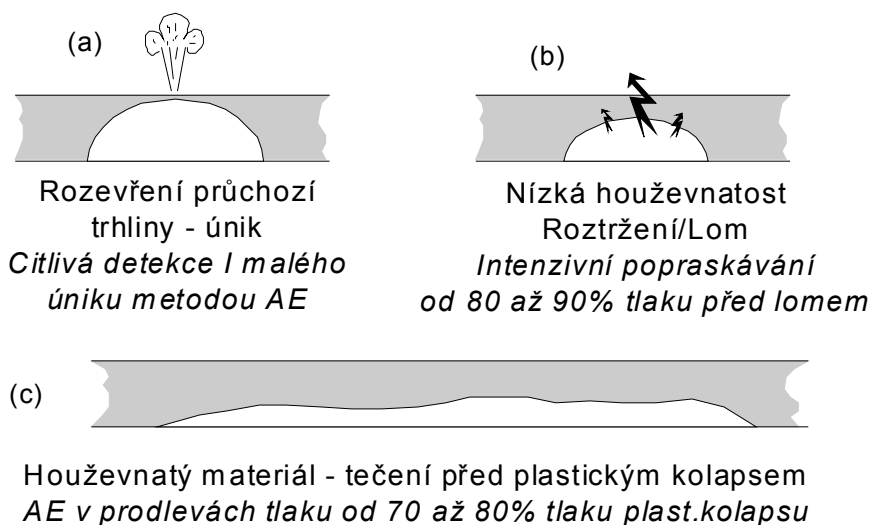 (a)
(b)
Rozevření průchozí
trhliny - únik
Citlivá detekce I malého
úniku metodou AE
Nízká houževnatost
Roztržení/Lom
Intenzivní popraskávání
od 80 až 90% tlaku před lomem
(c)
Houževnatý materiál - tečení před plastickým kolapsem
AE v prodlevách tlaku od 70 až 80% tlaku plast.kolapsu